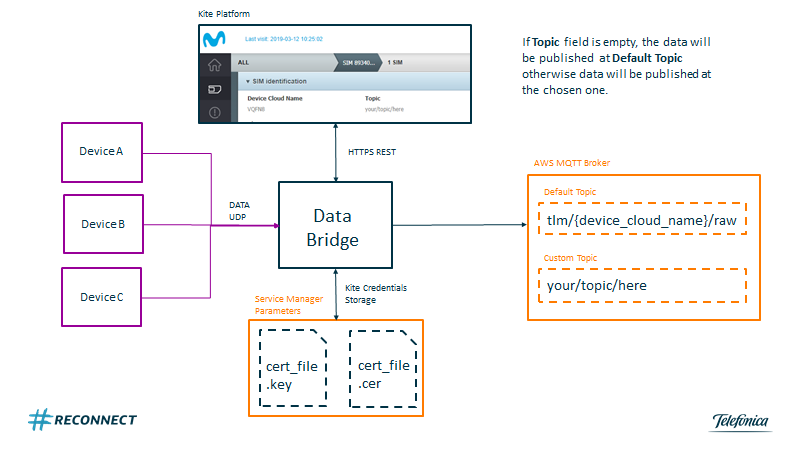 Kite Platform
Last visit: 2019-03-12 10:25:02
ALL
SIM 89340...
1 SIM
SIM identification
Device Cloud Name
Topic
VQFN8
your/topic/here
If Topic field is empty, the data will
be published at Default Topic
otherwise data will be published at
the chosen one.
HTTPS REST
Device A
Device B
Device C
DATA
UDP
Data
Bridge
AWS MQTT Broker
Default Topic
tlm/{device_cloud_name}/raw
Custom Topic
your/topic/here
Kite Credentials
Storage
Service Manager
Parameters
cert_file
.key
cert_file
.cer
#RECONNECT
Telefónica